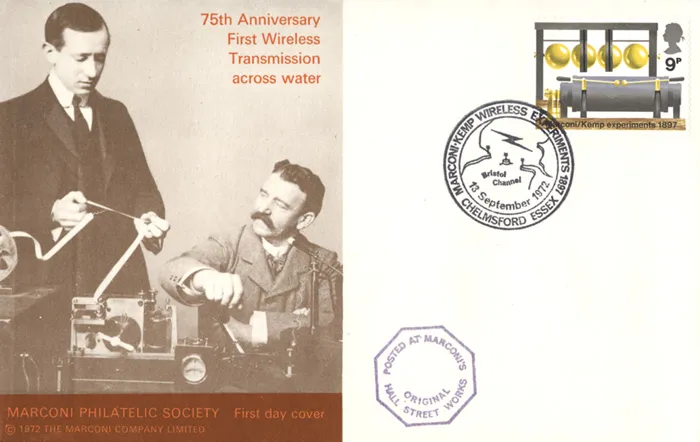 75th Anniversary
First Wireless
Transmission
across water
9P
Marconi/Kemp experiments 1897
MARCONI-KEMP WIRELESS EXPERIMENTS 1897
Bristol
Channel
13 September 1972
CHELMSFORD ESSEX
POSTED AT MARCONI'S
ORIGINAL
HALL STREET WORKS
MARCONI PHILATELIC SOCIETY First day cover
© 1972 THE MARCONI COMPANY LIMITED